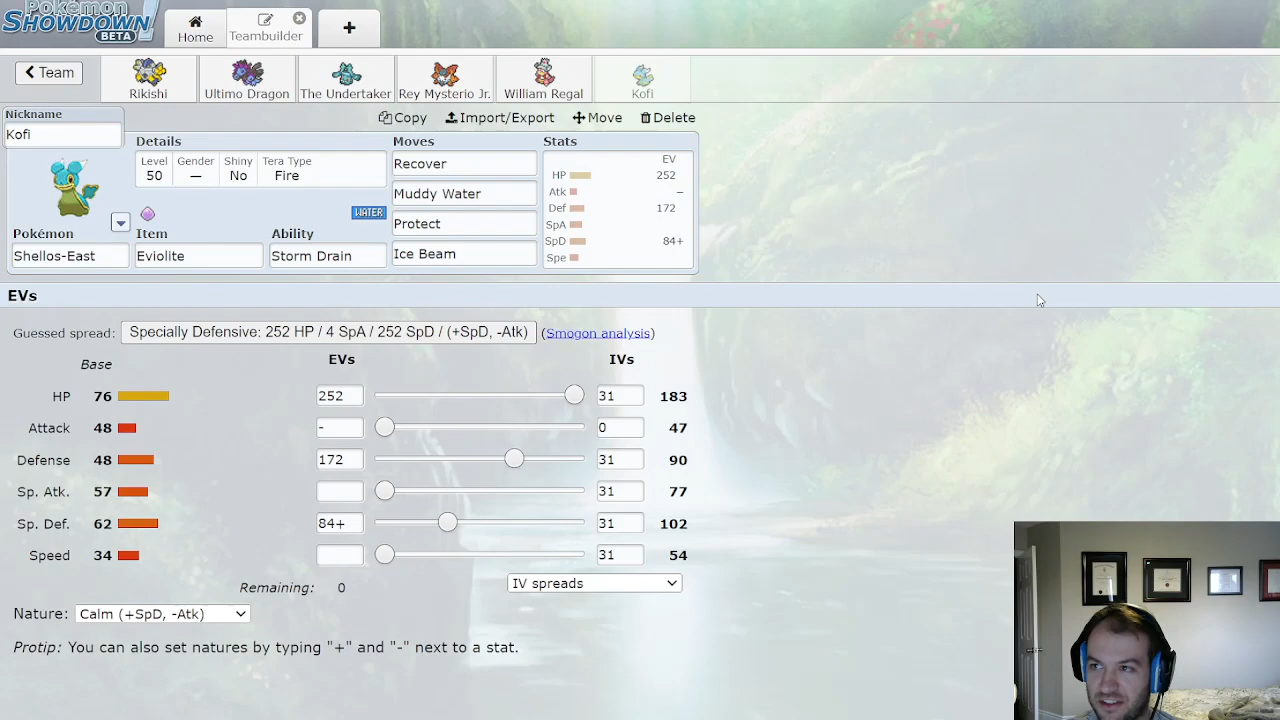 Pokémon
SHOWDOWN!
BETA
Home
Teambuilder
+
Team
Rikishi
Ultimo Dragon
The Undertaker
Rey Mysterio Jr.
William Regal
Kofi
Nickname
Kofi
Copy
Import/Export
Move
Delete
Details
Level
50
Gender
—
Shiny
No
Tera Type
Fire
WATER
Pokémon
Shellos-East
Item
Eviolite
Ability
Storm Drain
Moves
Recover
Muddy Water
Protect
Ice Beam
Stats
EV
HP 252
Atk –
Def 172
SpA
SpD 84+
Spe
EVs
Guessed spread: Specially Defensive: 252 HP / 4 SpA / 252 SpD / (+SpD, -Atk) (Smogon analysis)
Base EVs IVs
HP 76 252 31 183
Attack 48 - 0 47
Defense 48 172 31 90
Sp. Atk. 57 31 77
Sp. Def. 62 84+ 31 102
Speed 34 31 54
Remaining: 0
IV spreads
Nature: Calm (+SpD, -Atk)
Protip: You can also set natures by typing "+" and "-" next to a stat.